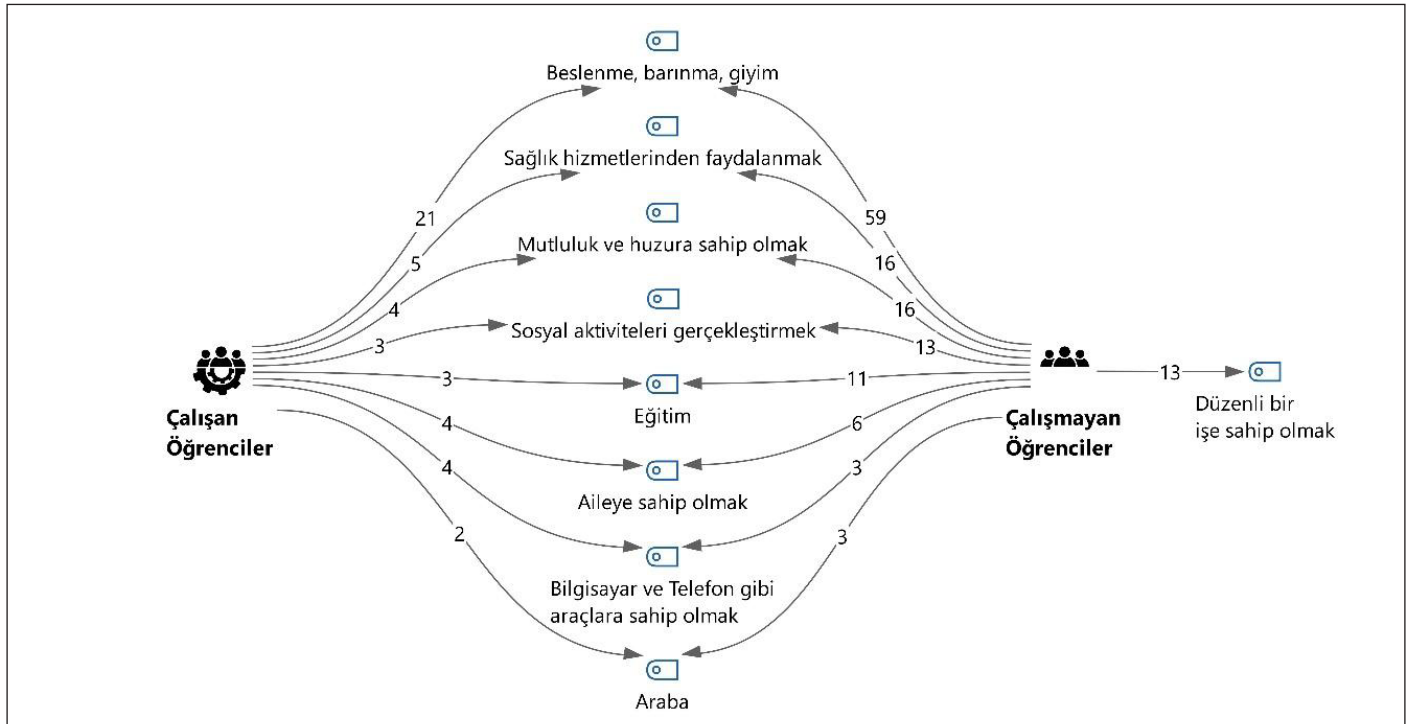 Beslenme, barınma, giyim
Sağlık hizmetlerinden faydalanmak
21
59
Mutluluk ve huzura sahip olmak
5
16
4
16
Sosyal aktiviteleri gerçekleştirmek
3
13
3
11
13
Eğitim
Çalışan
Öğrenciler
Çalışmayan
Öğrenciler
Düzenli bir
işe sahip olmak
4
6
4
3
Aileye sahip olmak
2
3
Bilgisayar ve Telefon gibi
araçlara sahip olmak
Araba